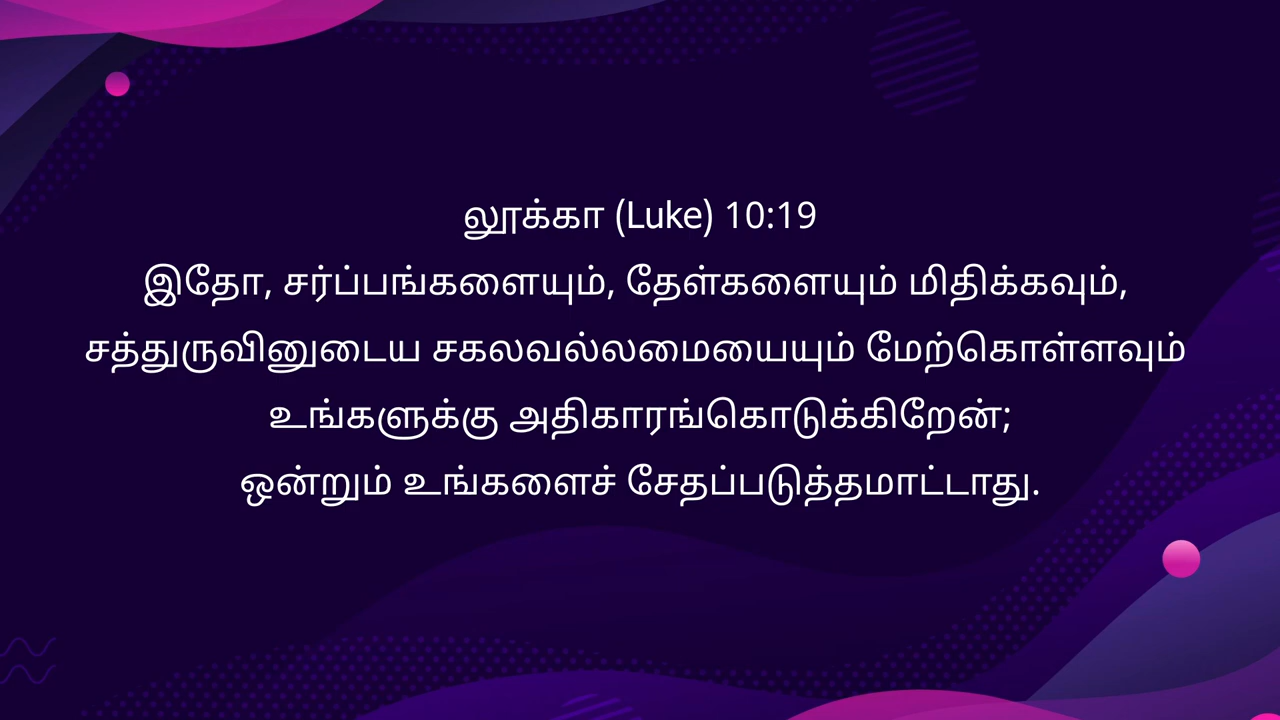 லூக்கா (Luke) 10:19
இதோ, சர்ப்பங்களையும், தேள்களையும் மிதிக்கவும்,
சத்துருவினுடைய சகலவல்லமையையும் மேற்கொள்ளவும்
உங்களுக்கு அதிகாரங்கொடுக்கிறேன்;
ஒன்றும் உங்களைச் சேதப்படுத்தமாட்டாது.